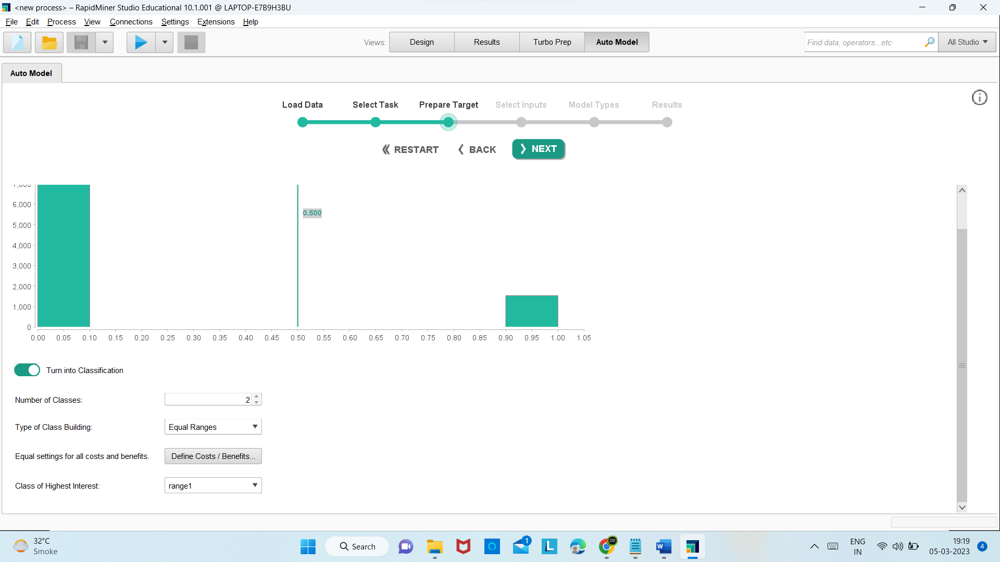 <new process> – RapidMiner Studio Educational 10.1.001 @ LAPTOP-E7B9H3BU
File Edit Process View Connections Settings Extensions Help
Views: Design Results Turbo Prep Auto Model
Find data, operators...etc All Studio
Auto Model
Load Data Select Task Prepare Target Select Inputs Model Types Results
RESTART BACK NEXT
7,000
6,000
0.500
5,000
4,000
3,000
2,000
1,000
0
0.00 0.05 0.10 0.15 0.20 0.25 0.30 0.35 0.40 0.45 0.50 0.55 0.60 0.65 0.70 0.75 0.80 0.85 0.90 0.95 1.00 1.05
Turn into Classification
Number of Classes: 2
Type of Class Building: Equal Ranges
Equal settings for all costs and benefits. Define Costs / Benefits...
Class of Highest Interest: range1
32°C
Smoke
Search
1
L
W
ENG
IN
19:19
05-03-2023
4